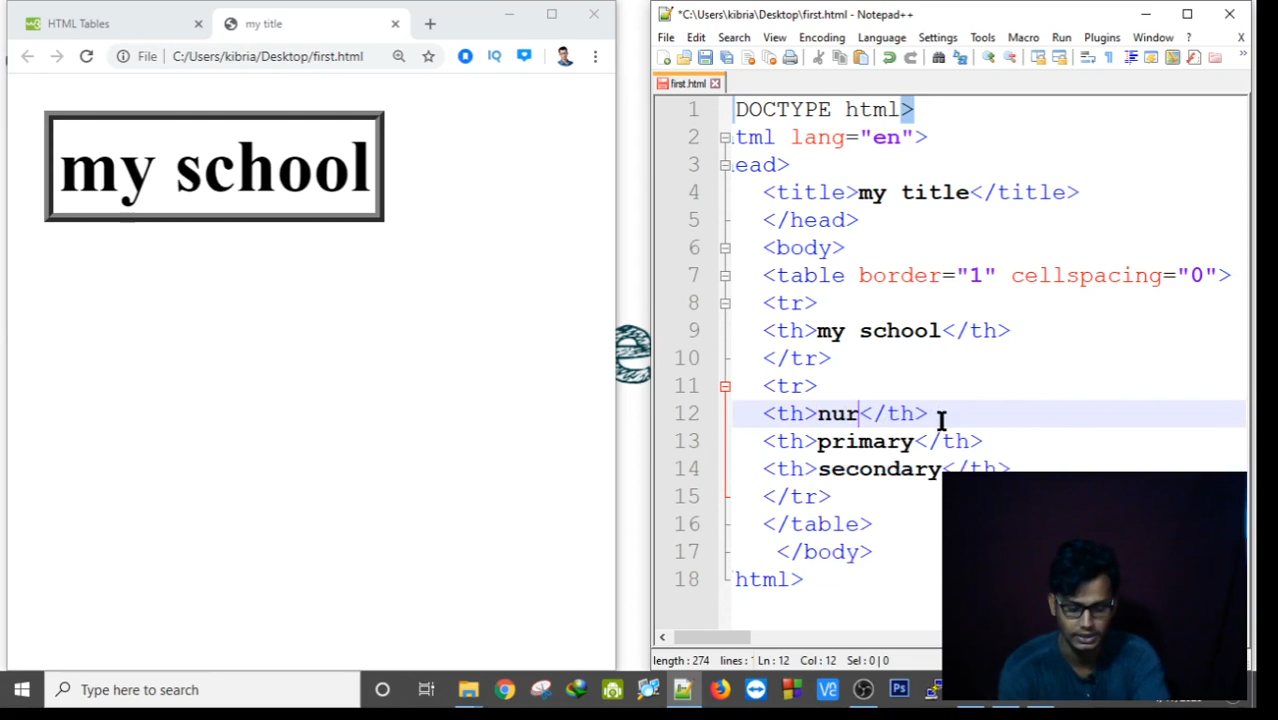 HTML Tables
my title
File
C:/Users/kibria/Desktop/first.html
my school
*C:\Users\kibria\Desktop\first.html - Notepad++
File Edit Search View Encoding Language Settings Tools Macro Run Plugins Window ? X
first.html
1 DOCTYPE html>
2 tml lang="en">
3 ead>
4 <title>my title</title>
5 </head>
6 <body>
7 <table border="1" cellspacing="0">
8 <tr>
9 <th>my school</th>
10 </tr>
11 <tr>
12 <th>nur</th>
13 <th>primary</th>
14 <th>secondary</th>
15 </tr>
16 </table>
17 </body>
18 html>
e
length : 274 lines : Ln : 12 Col : 12 Sel : 0 | 0
Type here to search